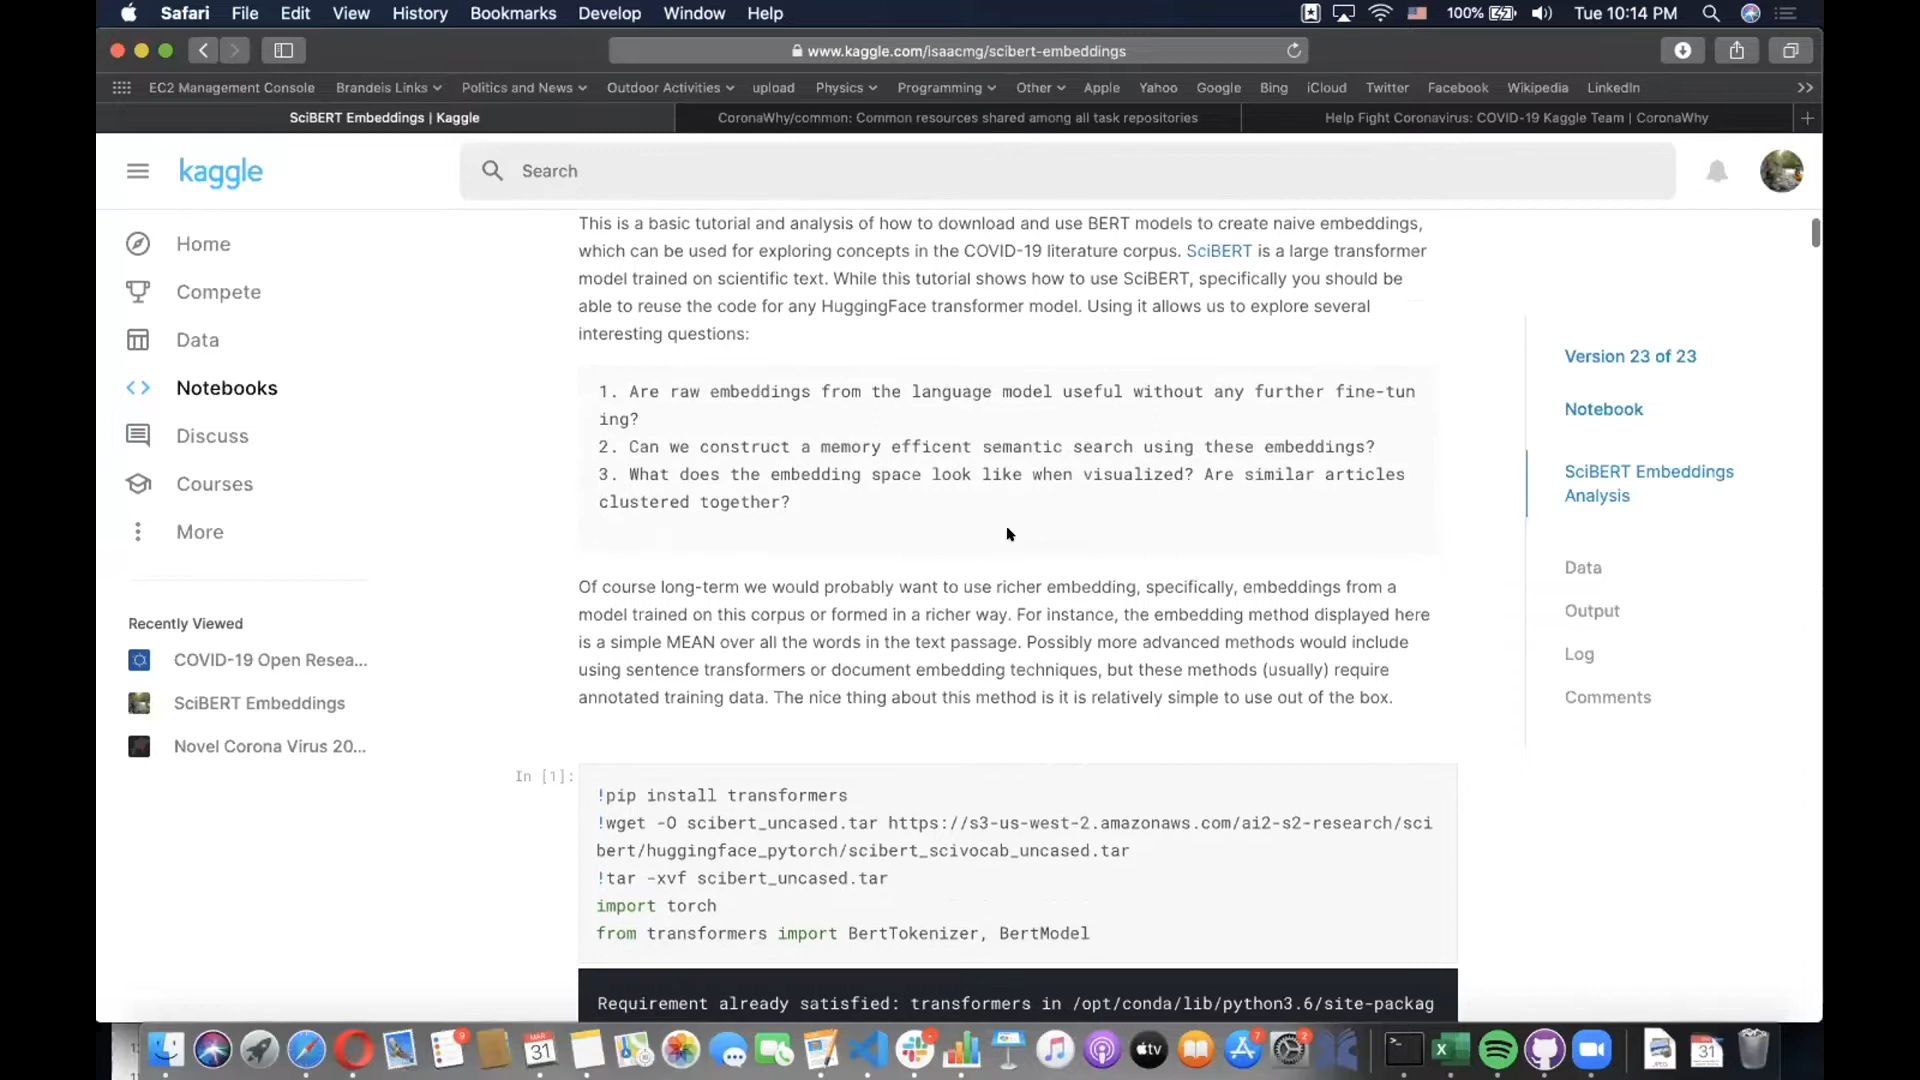 Safari File Edit View History Bookmarks Develop Window Help 100% Tue 10:14 PM
www.kaggle.com/isaacmg/scibert-embeddings
EC2 Management Console Brandeis Links Politics and News Outdoor Activities upload Physics Programming Other Apple Yahoo Google Bing iCloud Twitter Facebook Wikipedia LinkedIn >>
SciBERT Embeddings | Kaggle CoronaWhy/common: Common resources shared among all task repositories Help Fight Coronavirus: COVID-19 Kaggle Team | CoronaWhy
kaggle Search
Home
Compete
Data
Notebooks
Discuss
Courses
More
Recently Viewed
COVID-19 Open Resea...
SciBERT Embeddings
Novel Corona Virus 20...
This is a basic tutorial and analysis of how to download and use BERT models to create naive embeddings,
which can be used for exploring concepts in the COVID-19 literature corpus. SciBERT is a large transformer
model trained on scientific text. While this tutorial shows how to use SciBERT, specifically you should be
able to reuse the code for any HuggingFace transformer model. Using it allows us to explore several
interesting questions:
1. Are raw embeddings from the language model useful without any further fine-tun
ing?
2. Can we construct a memory efficent semantic search using these embeddings?
3. What does the embedding space look like when visualized? Are similar articles
clustered together?
Of course long-term we would probably want to use richer embedding, specifically, embeddings from a
model trained on this corpus or formed in a richer way. For instance, the embedding method displayed here
is a simple MEAN over all the words in the text passage. Possibly more advanced methods would include
using sentence transformers or document embedding techniques, but these methods (usually) require
annotated training data. The nice thing about this method is it is relatively simple to use out of the box.
In [1]:
!pip install transformers
!wget -O scibert_uncased.tar https://s3-us-west-2.amazonaws.com/ai2-s2-research/sci
bert/huggingface_pytorch/scibert_scivocab_uncased.tar
!tar -xvf scibert_uncased.tar
import torch
from transformers import BertTokenizer, BertModel
Requirement already satisfied: transformers in /opt/conda/lib/python3.6/site-packag
Version 23 of 23
Notebook
SciBERT Embeddings
Analysis
Data
Output
Log
Comments
9 MAR 31 tv 7 2 X 31